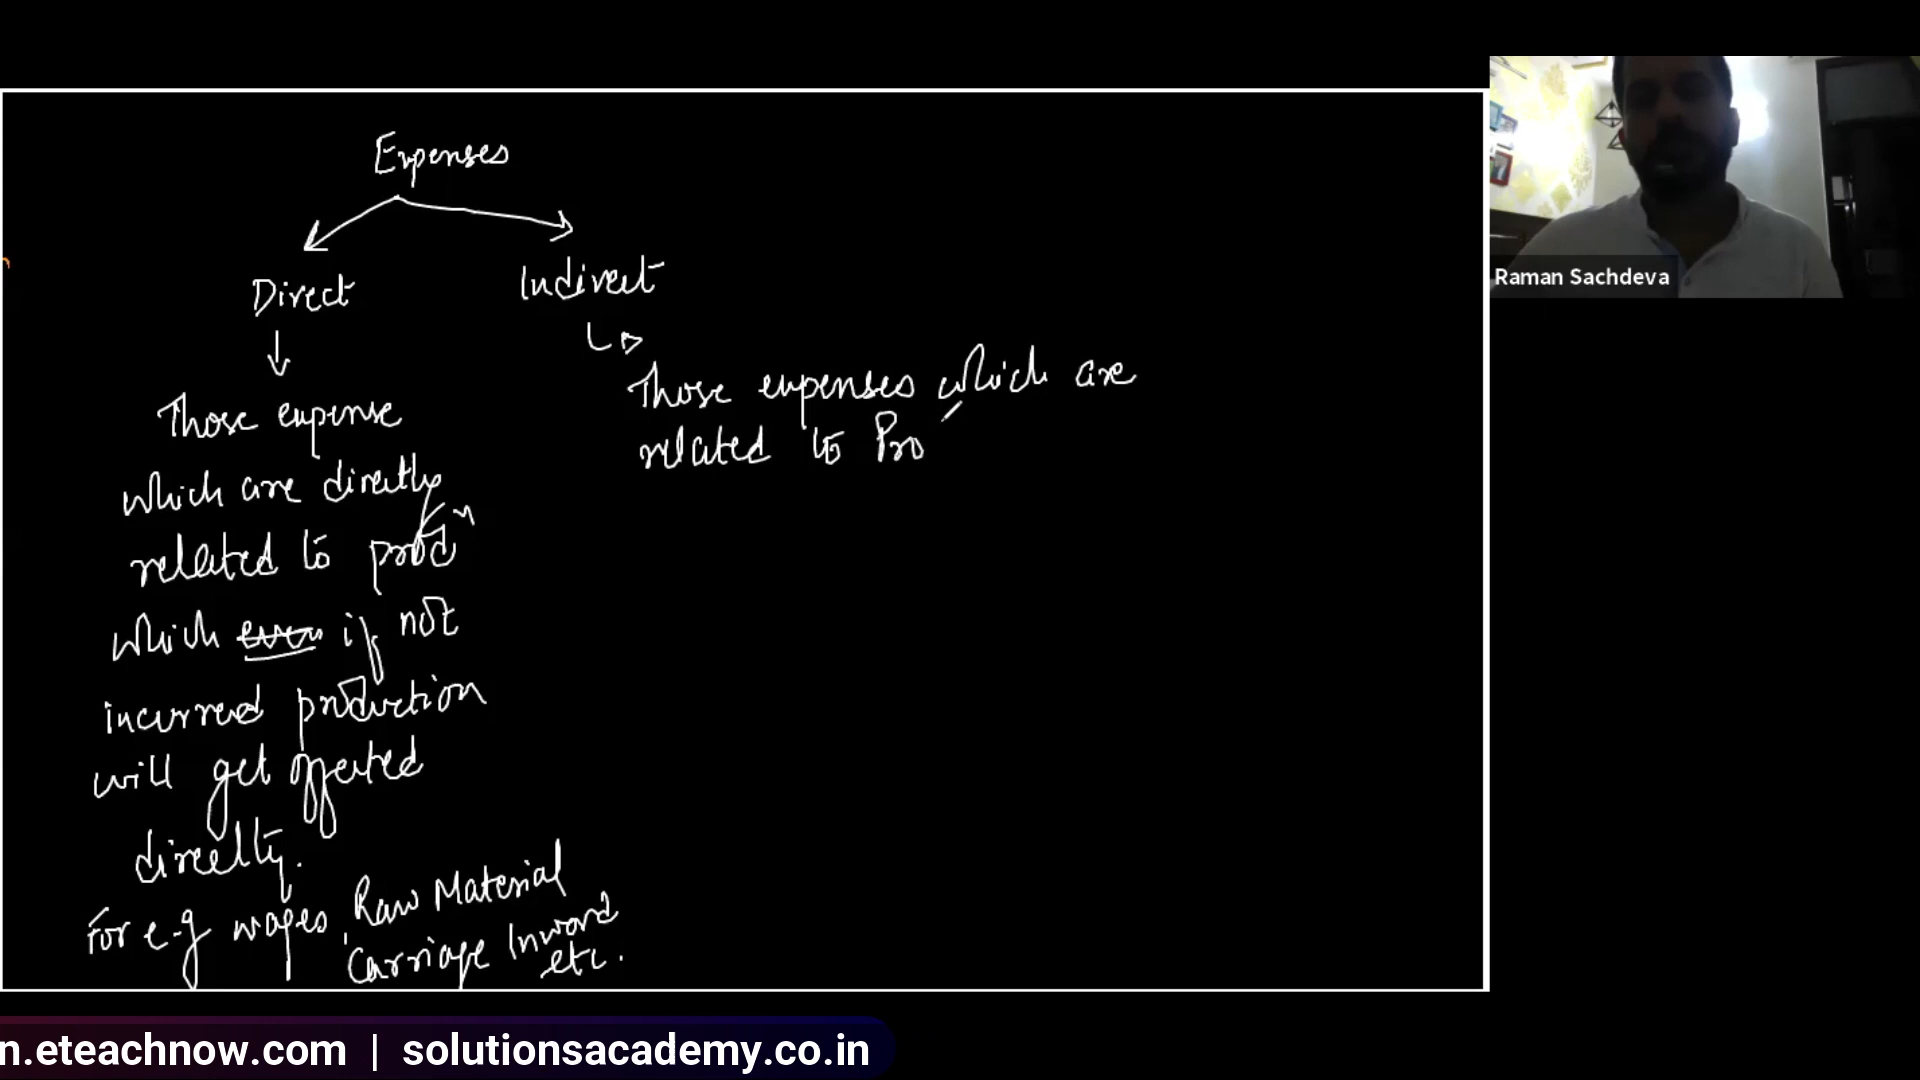 Expenses
Direct
Indirect
Those expense
which are directly
related to prodⁿ
which even if not
incurred production
will get affected
direclty.
For e-g wages, Raw Material
Carriage Inward
etc.
Those expenses which are
related to Pro
Raman Sachdeva
n.eteachnow.com | solutionsacademy.co.in